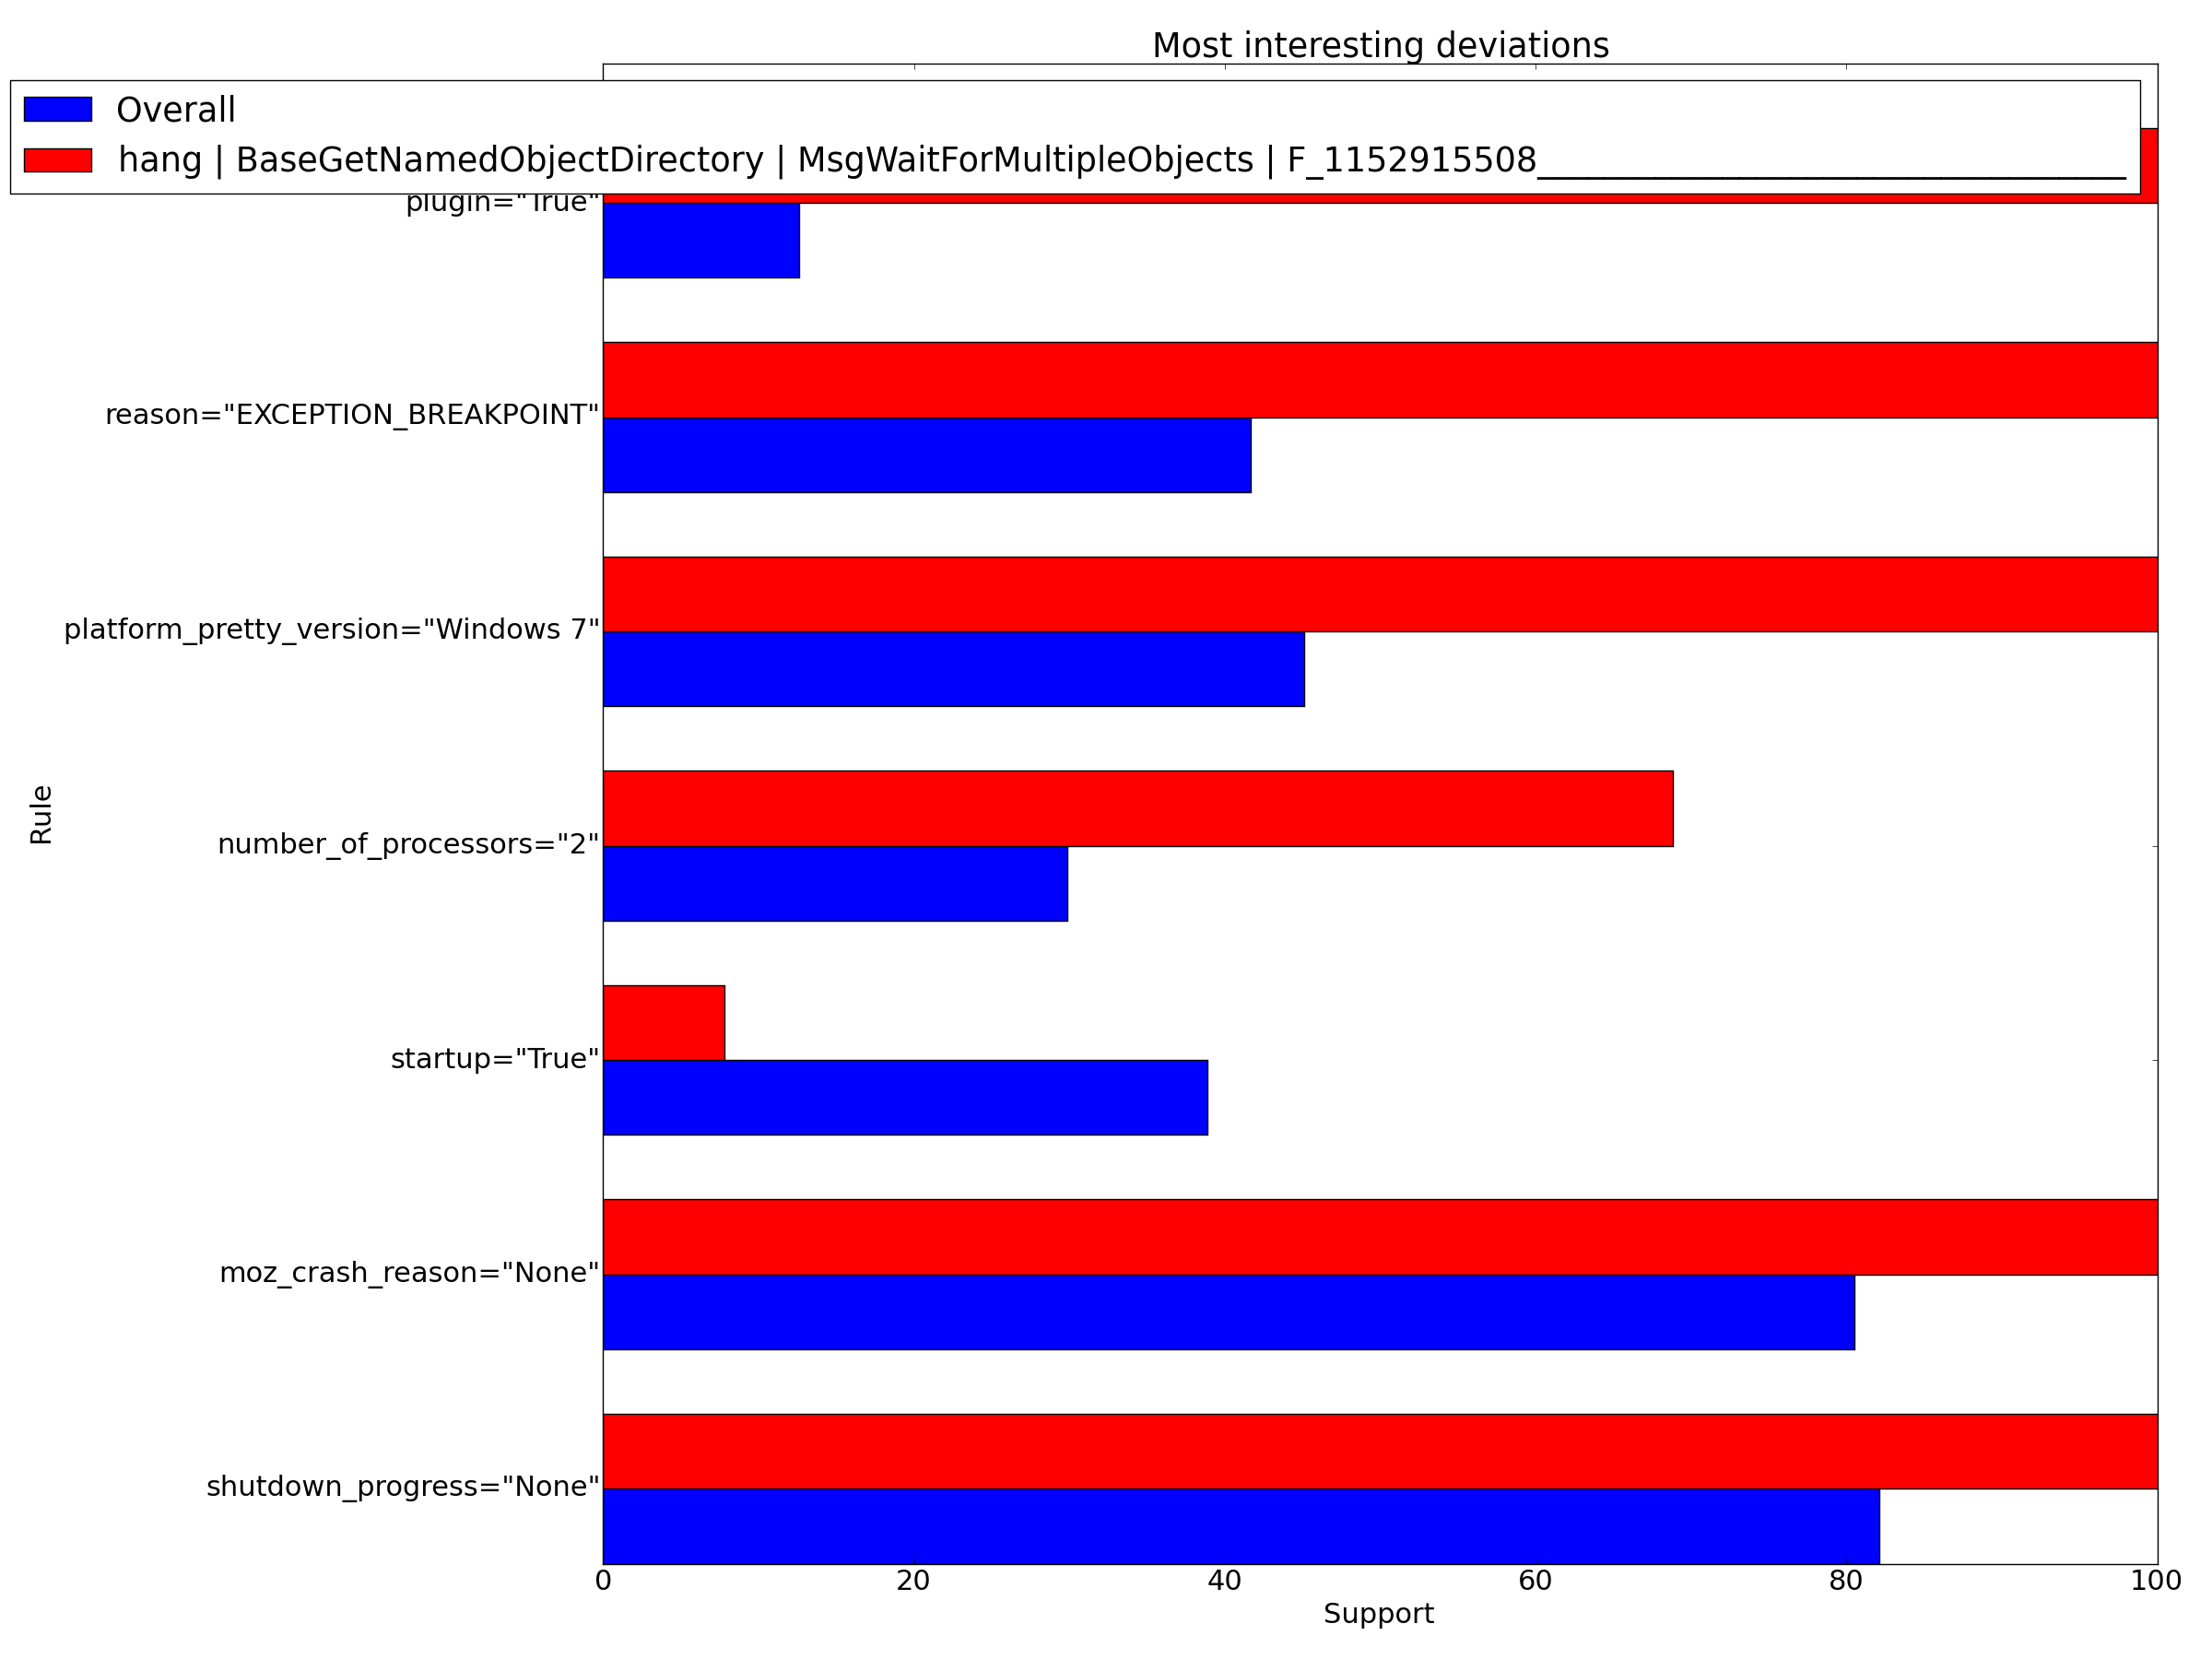 Most interesting deviations
Overall
hang | BaseGetNamedObjectDirectory | MsgWaitForMultipleObjects | F_1152915508___________________________________
plugin="True"
reason="EXCEPTION_BREAKPOINT"
platform_pretty_version="Windows 7"
number_of_processors="2"
startup="True"
moz_crash_reason="None"
shutdown_progress="None"
Rule
0 20 40 60 80 100
Support